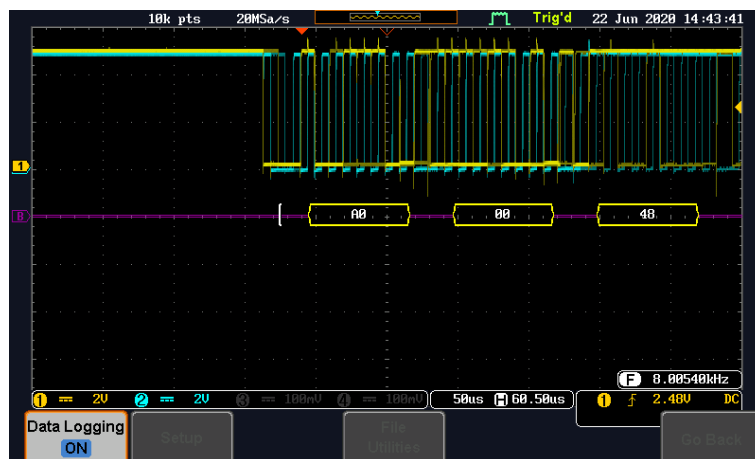 10k pts 20MSa/s Trig'd 22 Jun 2020 14:43:41
1
B A0 00 48
F 8.00540kHz
1 2V 2 2V 3 100mV 4 100mV 50us H 60.50us 1 2.48V DC
Data Logging
ON
Setup
File
Utilities
Go Back